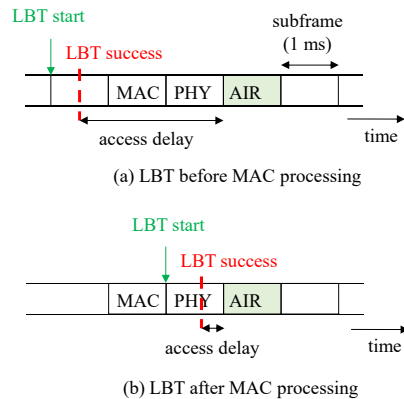 LBT start
subframe
(1 ms)
LBT success
MAC PHY AIR
access delay
time
(a) LBT before MAC processing
LBT start
LBT success
MAC PHY AIR
access delay
time
(b) LBT after MAC processing